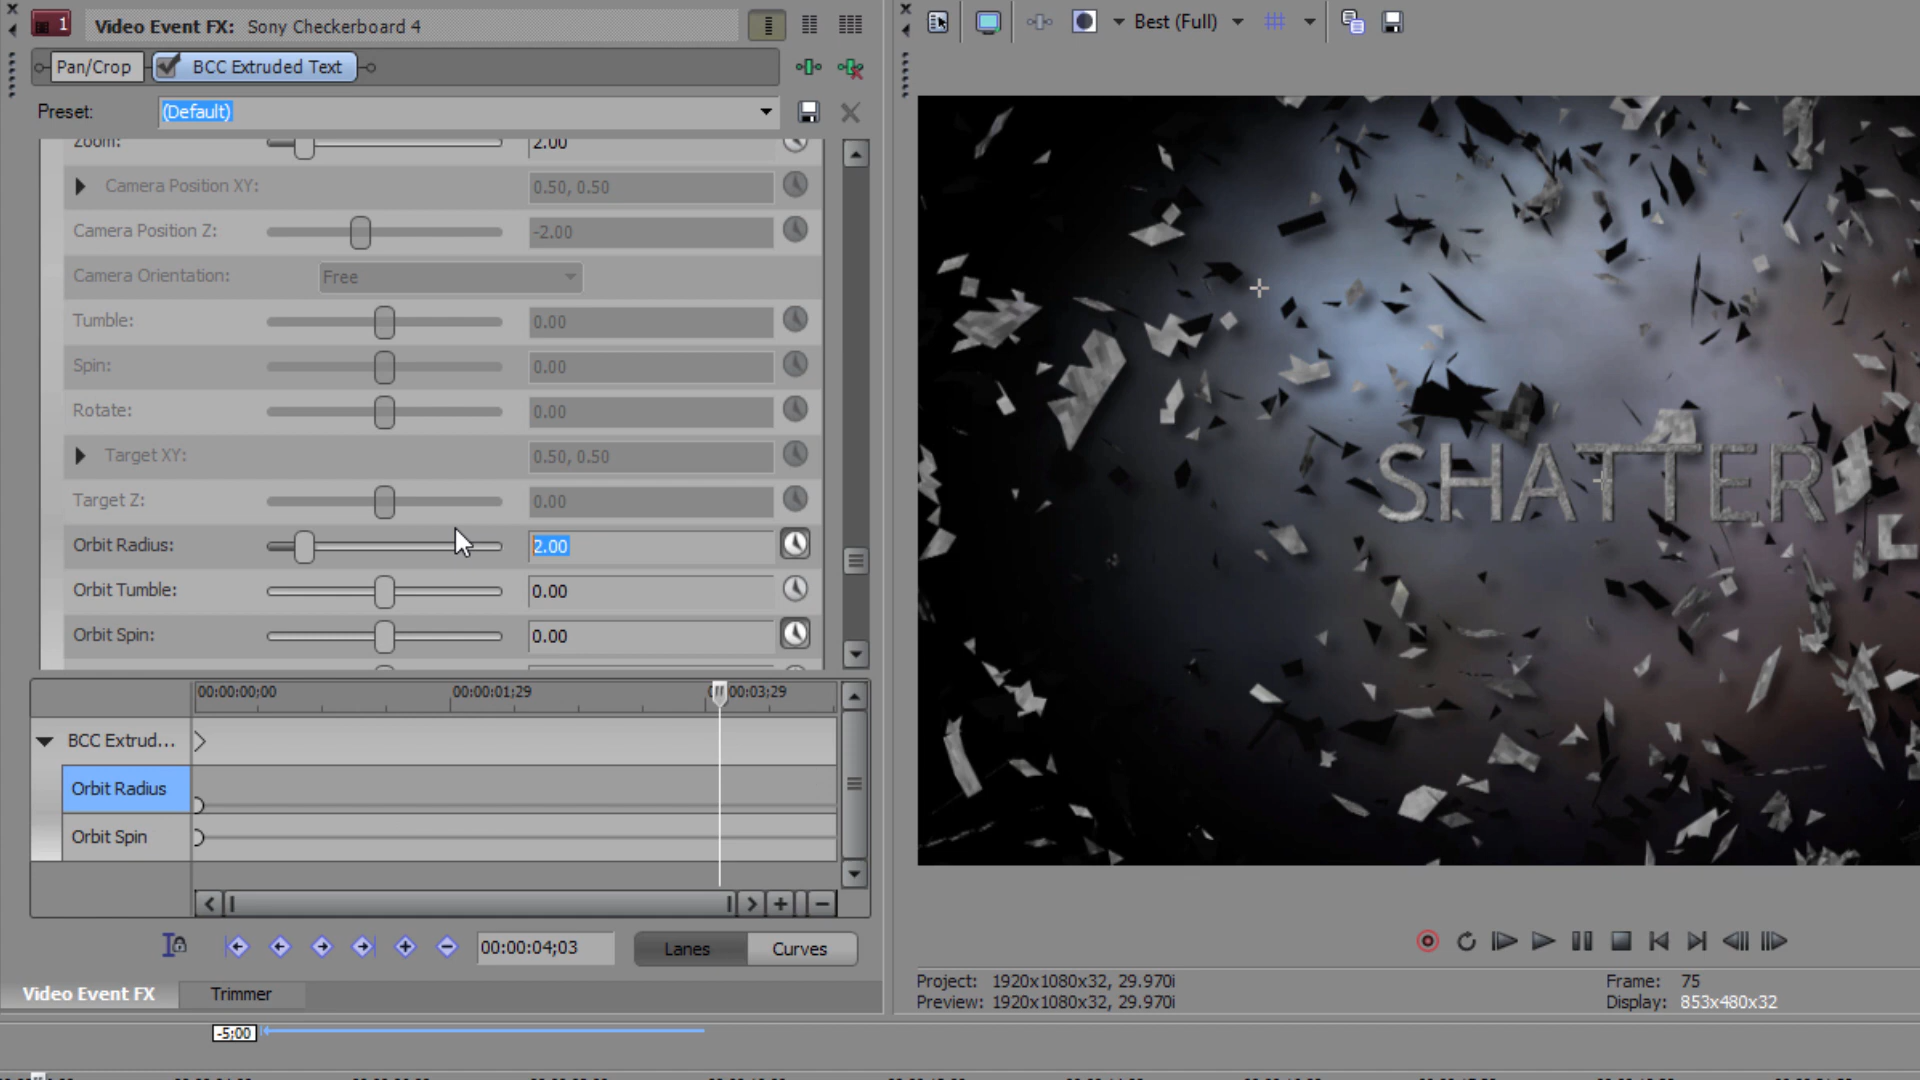 1 Video Event FX: Sony Checkerboard 4
Pan/Crop BCC Extruded Text
Preset: (Default)
Zoom: 2.00
Camera Position XY: 0.50, 0.50
Camera Position Z: -2.00
Camera Orientation: Free
Tumble: 0.00
Spin: 0.00
Rotate: 0.00
Target XY: 0.50, 0.50
Target Z: 0.00
Orbit Radius: 2.00
Orbit Tumble: 0.00
Orbit Spin: 0.00
00:00:00;00 00:00:01;29 00:03;29
BCC Extrud...
Orbit Radius
Orbit Spin
00:00:04;03 Lanes Curves
Video Event FX Trimmer
-5;00
Best (Full)
SHATTER
Project: 1920x1080x32, 29.970i
Preview: 1920x1080x32, 29.970i
Frame: 75
Display: 853x480x32